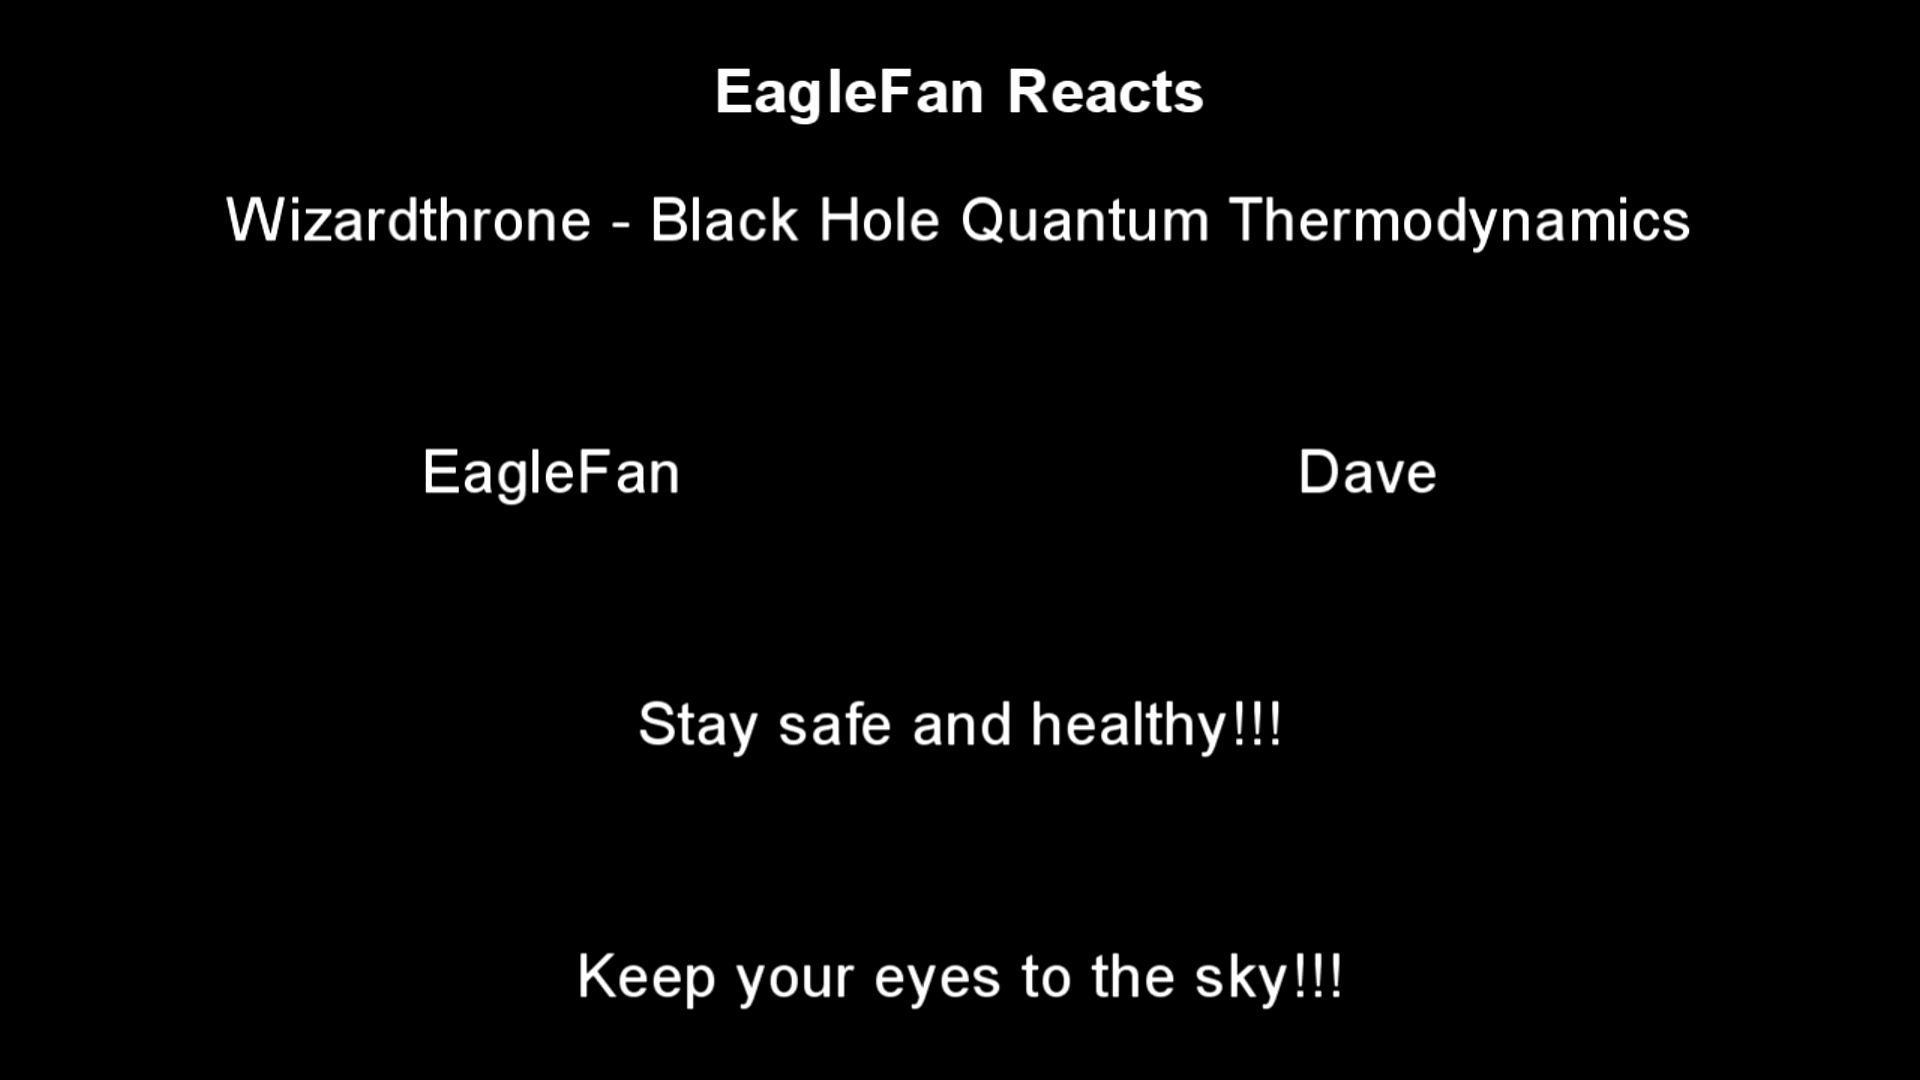 EagleFan Reacts
Wizardthrone - Black Hole Quantum Thermodynamics
EagleFan Dave
Stay safe and healthy!!!
Keep your eyes to the sky!!!